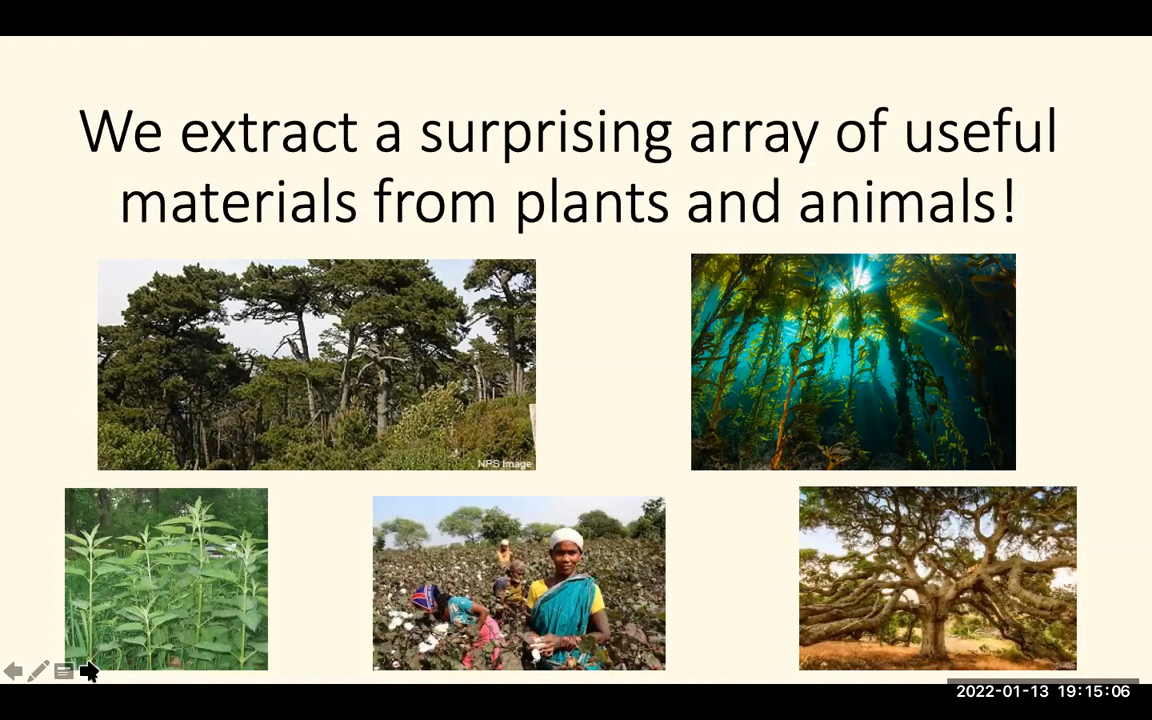 We extract a surprising array of useful
materials from plants and animals!
NPS Image
2022-01-13 19:15:06